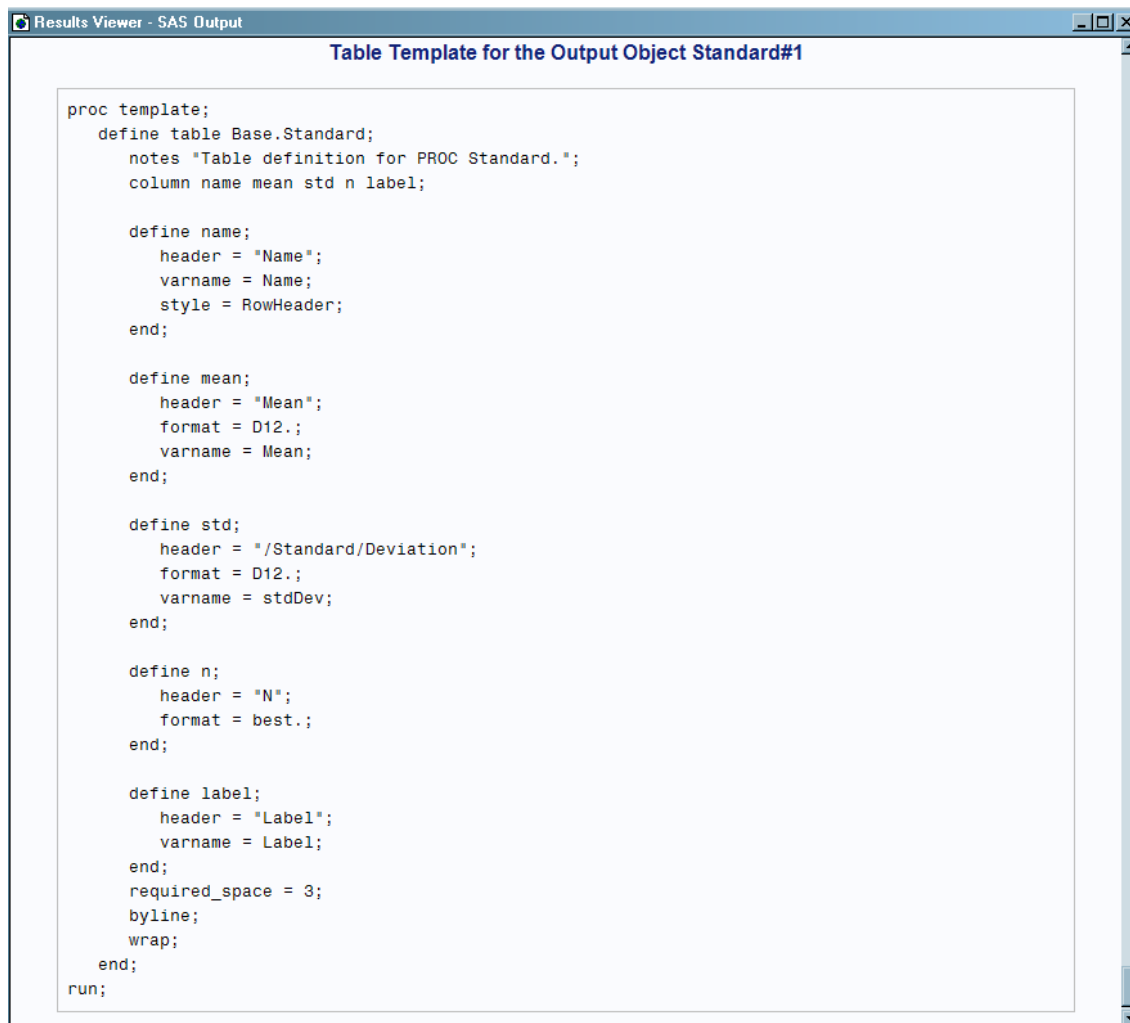 Results Viewer - SAS Output
Table Template for the Output Object Standard#1
proc template;
   define table Base.Standard;
      notes "Table definition for PROC Standard.";
      column name mean std n label;

      define name;
         header = "Name";
         varname = Name;
         style = RowHeader;
      end;

      define mean;
         header = "Mean";
         format = D12.;
         varname = Mean;
      end;

      define std;
         header = "/Standard/Deviation";
         format = D12.;
         varname = stdDev;
      end;

      define n;
         header = "N";
         format = best.;
      end;

      define label;
         header = "Label";
         varname = Label;
      end;
      required_space = 3;
      byline;
      wrap;
   end;
run;